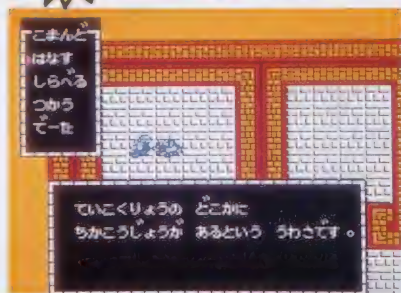 こまんど
はなす
しらべる
つかう
でーた
ていこくりょうの どこかに
ちかこうじょうが あるという うわさです。